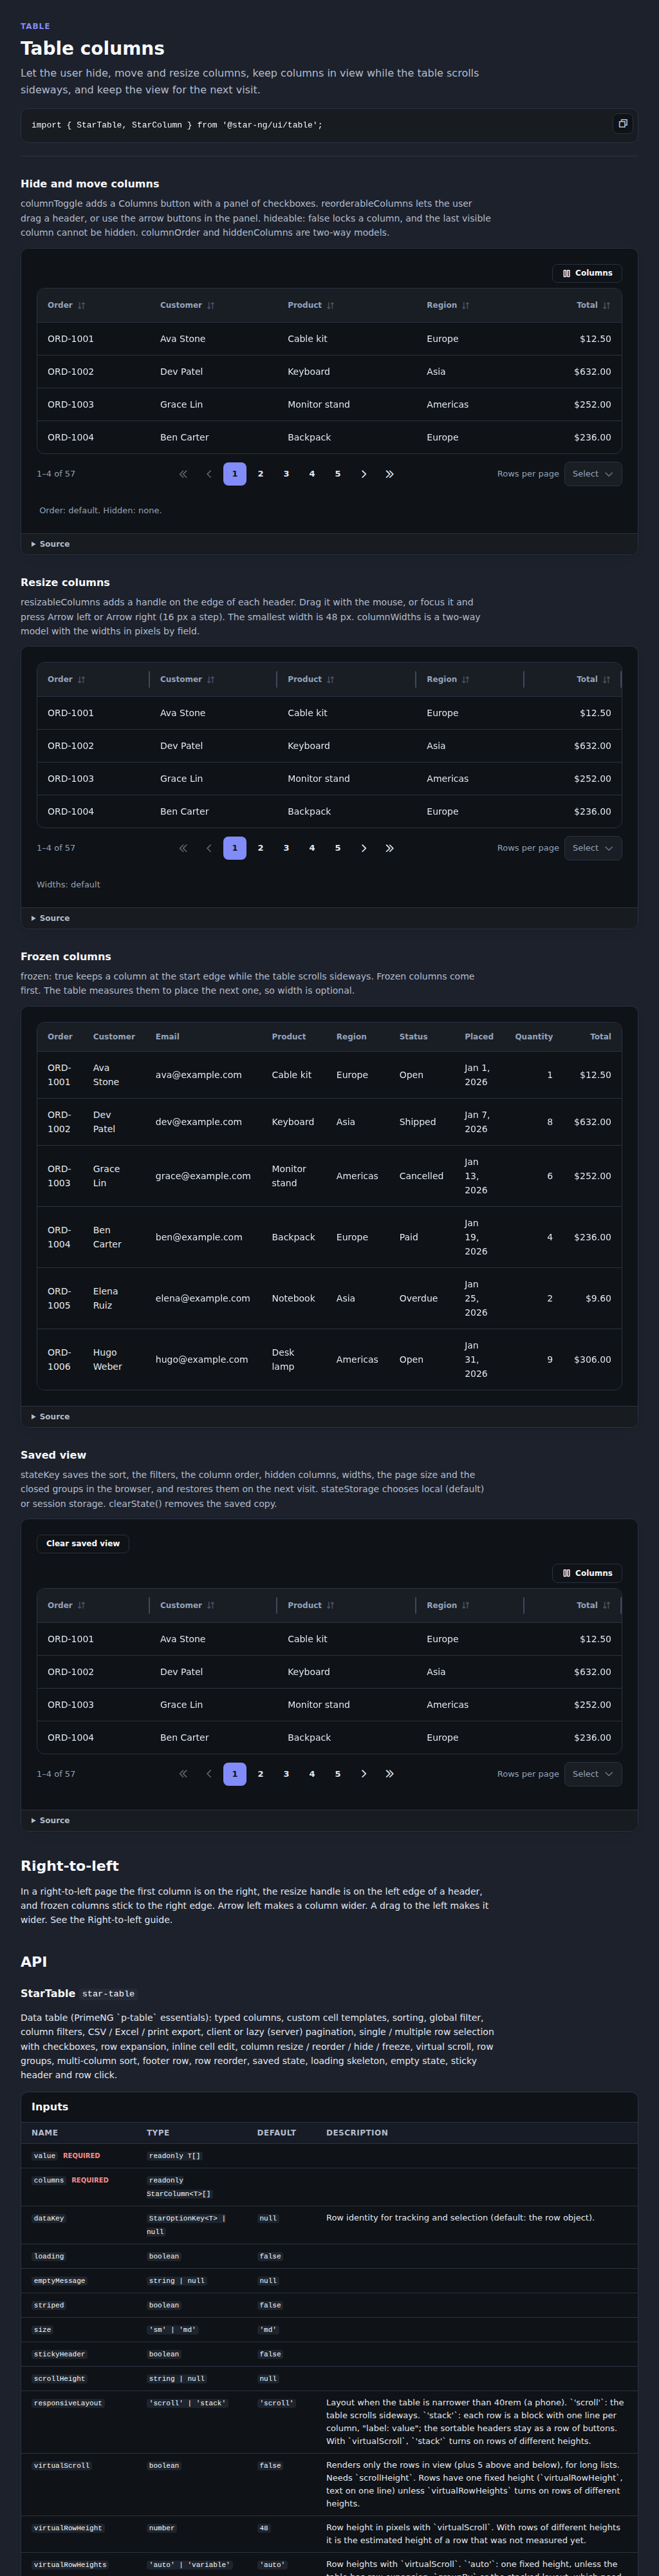 TABLE
Table columns
Let the user hide, move and resize columns, keep columns in view while the table scrolls
sideways, and keep the view for the next visit.
import { StarTable, StarColumn } from '@star-ng/ui/table';
Hide and move columns
columnToggle adds a Columns button with a panel of checkboxes. reorderableColumns lets the user
drag a header, or use the arrow buttons in the panel. hideable: false locks a column, and the last visible
column cannot be hidden. columnOrder and hiddenColumns are two-way models.
Columns
Order Customer Product Region Total
ORD-1001 Ava Stone Cable kit Europe $12.50
ORD-1002 Dev Patel Keyboard Asia $632.00
ORD-1003 Grace Lin Monitor stand Americas $252.00
ORD-1004 Ben Carter Backpack Europe $236.00
1–4 of 57 1 2 3 4 5 Rows per page Select
Order: default. Hidden: none.
Source
Resize columns
resizableColumns adds a handle on the edge of each header. Drag it with the mouse, or focus it and
press Arrow left or Arrow right (16 px a step). The smallest width is 48 px. columnWidths is a two-way
model with the widths in pixels by field.
Order Customer Product Region Total
ORD-1001 Ava Stone Cable kit Europe $12.50
ORD-1002 Dev Patel Keyboard Asia $632.00
ORD-1003 Grace Lin Monitor stand Americas $252.00
ORD-1004 Ben Carter Backpack Europe $236.00
1–4 of 57 1 2 3 4 5 Rows per page Select
Widths: default
Source
Frozen columns
frozen: true keeps a column at the start edge while the table scrolls sideways. Frozen columns come
first. The table measures them to place the next one, so width is optional.
Order Customer Email Product Region Status Placed Quantity Total
ORD-1001 Ava Stone ava@example.com Cable kit Europe Open Jan 1, 2026 1 $12.50
ORD-1002 Dev Patel dev@example.com Keyboard Asia Shipped Jan 7, 2026 8 $632.00
ORD-1003 Grace Lin grace@example.com Monitor stand Americas Cancelled Jan 13, 2026 6 $252.00
ORD-1004 Ben Carter ben@example.com Backpack Europe Paid Jan 19, 2026 4 $236.00
ORD-1005 Elena Ruiz elena@example.com Notebook Asia Overdue Jan 25, 2026 2 $9.60
ORD-1006 Hugo Weber hugo@example.com Desk lamp Americas Open Jan 31, 2026 9 $306.00
Source
Saved view
stateKey saves the sort, the filters, the column order, hidden columns, widths, the page size and the
closed groups in the browser, and restores them on the next visit. stateStorage chooses local (default)
or session storage. clearState() removes the saved copy.
Clear saved view
Columns
Order Customer Product Region Total
ORD-1001 Ava Stone Cable kit Europe $12.50
ORD-1002 Dev Patel Keyboard Asia $632.00
ORD-1003 Grace Lin Monitor stand Americas $252.00
ORD-1004 Ben Carter Backpack Europe $236.00
1–4 of 57 1 2 3 4 5 Rows per page Select
Source
Right-to-left
In a right-to-left page the first column is on the right, the resize handle is on the left edge of a header,
and frozen columns stick to the right edge. Arrow left makes a column wider. A drag to the left makes it
wider. See the Right-to-left guide.
API
StarTable star-table
Data table (PrimeNG `p-table` essentials): typed columns, custom cell templates, sorting, global filter,
column filters, CSV / Excel / print export, client or lazy (server) pagination, single / multiple row selection
with checkboxes, row expansion, inline cell edit, column resize / reorder / hide / freeze, virtual scroll, row
groups, multi-column sort, footer row, row reorder, saved state, loading skeleton, empty state, sticky
header and row click.
Inputs
NAME TYPE DEFAULT DESCRIPTION
value REQUIRED readonly T[]
columns REQUIRED readonly StarColumn<T>[]
dataKey StarOptionKey<T> | null null Row identity for tracking and selection (default: the row object).
loading boolean false
emptyMessage string | null null
striped boolean false
size 'sm' | 'md' 'md'
stickyHeader boolean false
scrollHeight string | null null
responsiveLayout 'scroll' | 'stack' 'scroll' Layout when the table is narrower than 40rem (a phone). `'scroll'`: the
table scrolls sideways. `'stack'`: each row is a block with one line per
column, "label: value"; the sortable headers stay as a row of buttons.
With `virtualScroll`, `'stack'` turns on rows of different heights.
virtualScroll boolean false Renders only the rows in view (plus 5 above and below), for long lists.
Needs `scrollHeight`. Rows have one fixed height (`virtualRowHeight`,
text on one line) unless `virtualRowHeights` turns on rows of different
heights.
virtualRowHeight number 48 Row height in pixels with `virtualScroll`. With rows of different heights
it is the estimated height of a row that was not measured yet.
virtualRowHeights 'auto' | 'variable' 'auto' Row heights with `virtualScroll`. `'auto'`: one fixed height, unless the